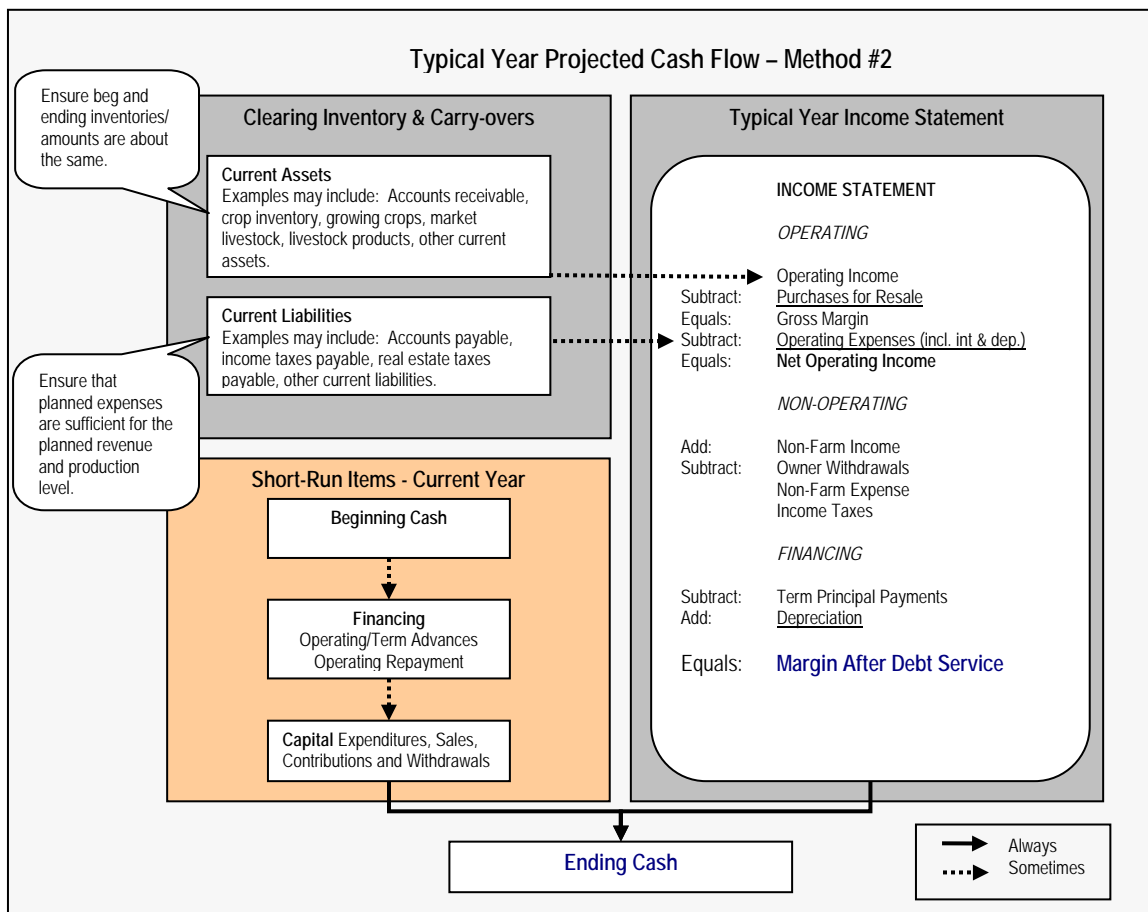 Typical Year Projected Cash Flow – Method #2
Ensure beg and
ending inventories/
amounts are about
the same.
Clearing Inventory & Carry-overs
Current Assets
Examples may include: Accounts receivable,
crop inventory, growing crops, market
livestock, livestock products, other current
assets.
Current Liabilities
Examples may include: Accounts payable,
income taxes payable, real estate taxes
payable, other current liabilities.
Ensure that
planned expenses
are sufficient for the
planned revenue
and production
level.
Short-Run Items - Current Year
Beginning Cash
Financing
Operating/Term Advances
Operating Repayment
Capital Expenditures, Sales,
Contributions and Withdrawals
Typical Year Income Statement
INCOME STATEMENT
OPERATING
Operating Income
Subtract: Purchases for Resale
Equals: Gross Margin
Subtract: Operating Expenses (incl. int & dep.)
Equals: Net Operating Income
NON-OPERATING
Add: Non-Farm Income
Subtract: Owner Withdrawals
Non-Farm Expense
Income Taxes
FINANCING
Subtract: Term Principal Payments
Add: Depreciation
Equals: Margin After Debt Service
Ending Cash
Always
Sometimes